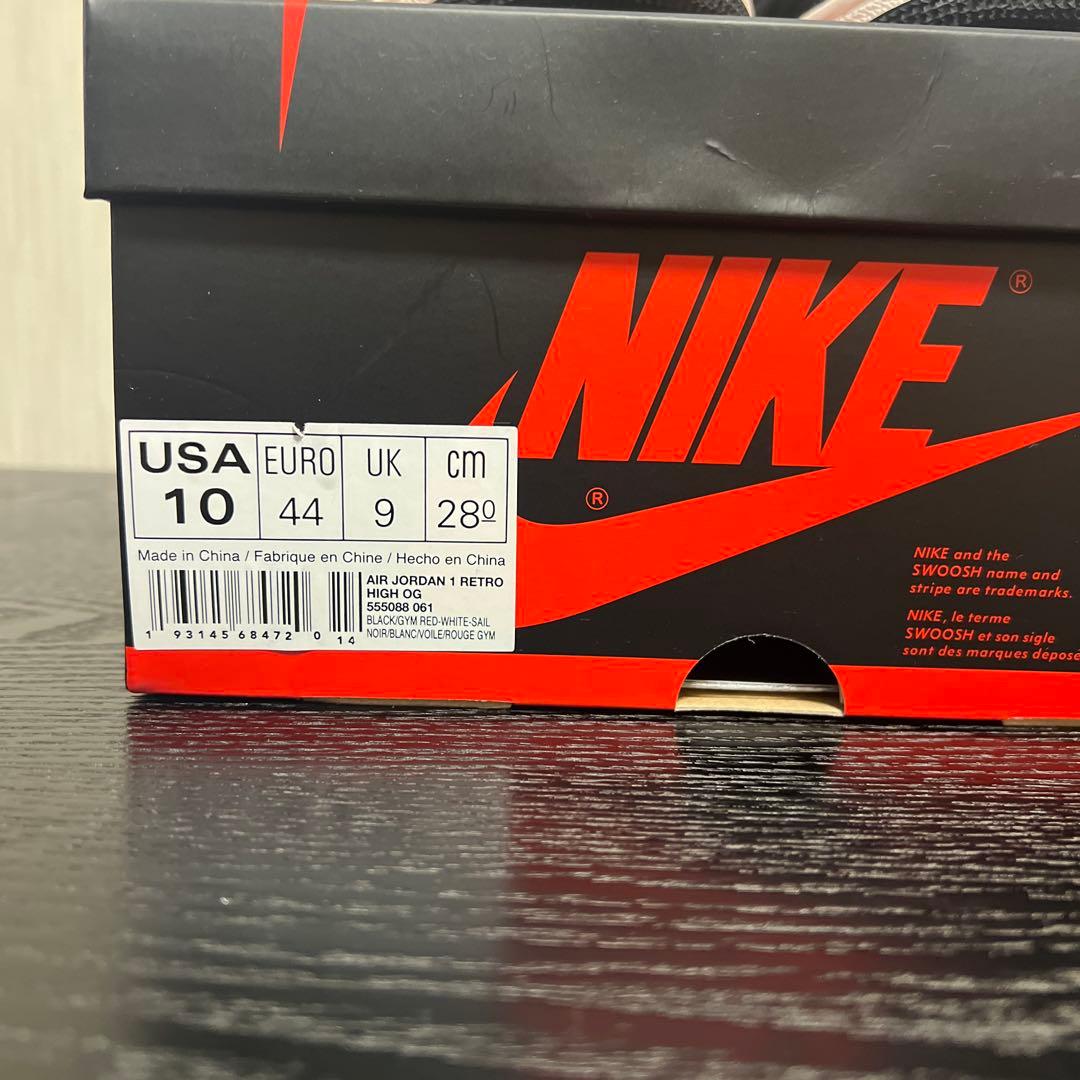 NIKE ®
®
USA EURO UK cm
10 44 9 28º
Made in China / Fabrique en Chine / Hecho en China
AIR JORDAN 1 RETRO
HIGH OG
555088 061
BLACK/GYM RED-WHITE-SAIL
NOIR/BLANC/VOILE/ROUGE GYM
1 93145 68472 0 14
NIKE and the
SWOOSH name and
stripe are trademarks.
NIKE, le terme
SWOOSH et son sigle
sont des marques déposé